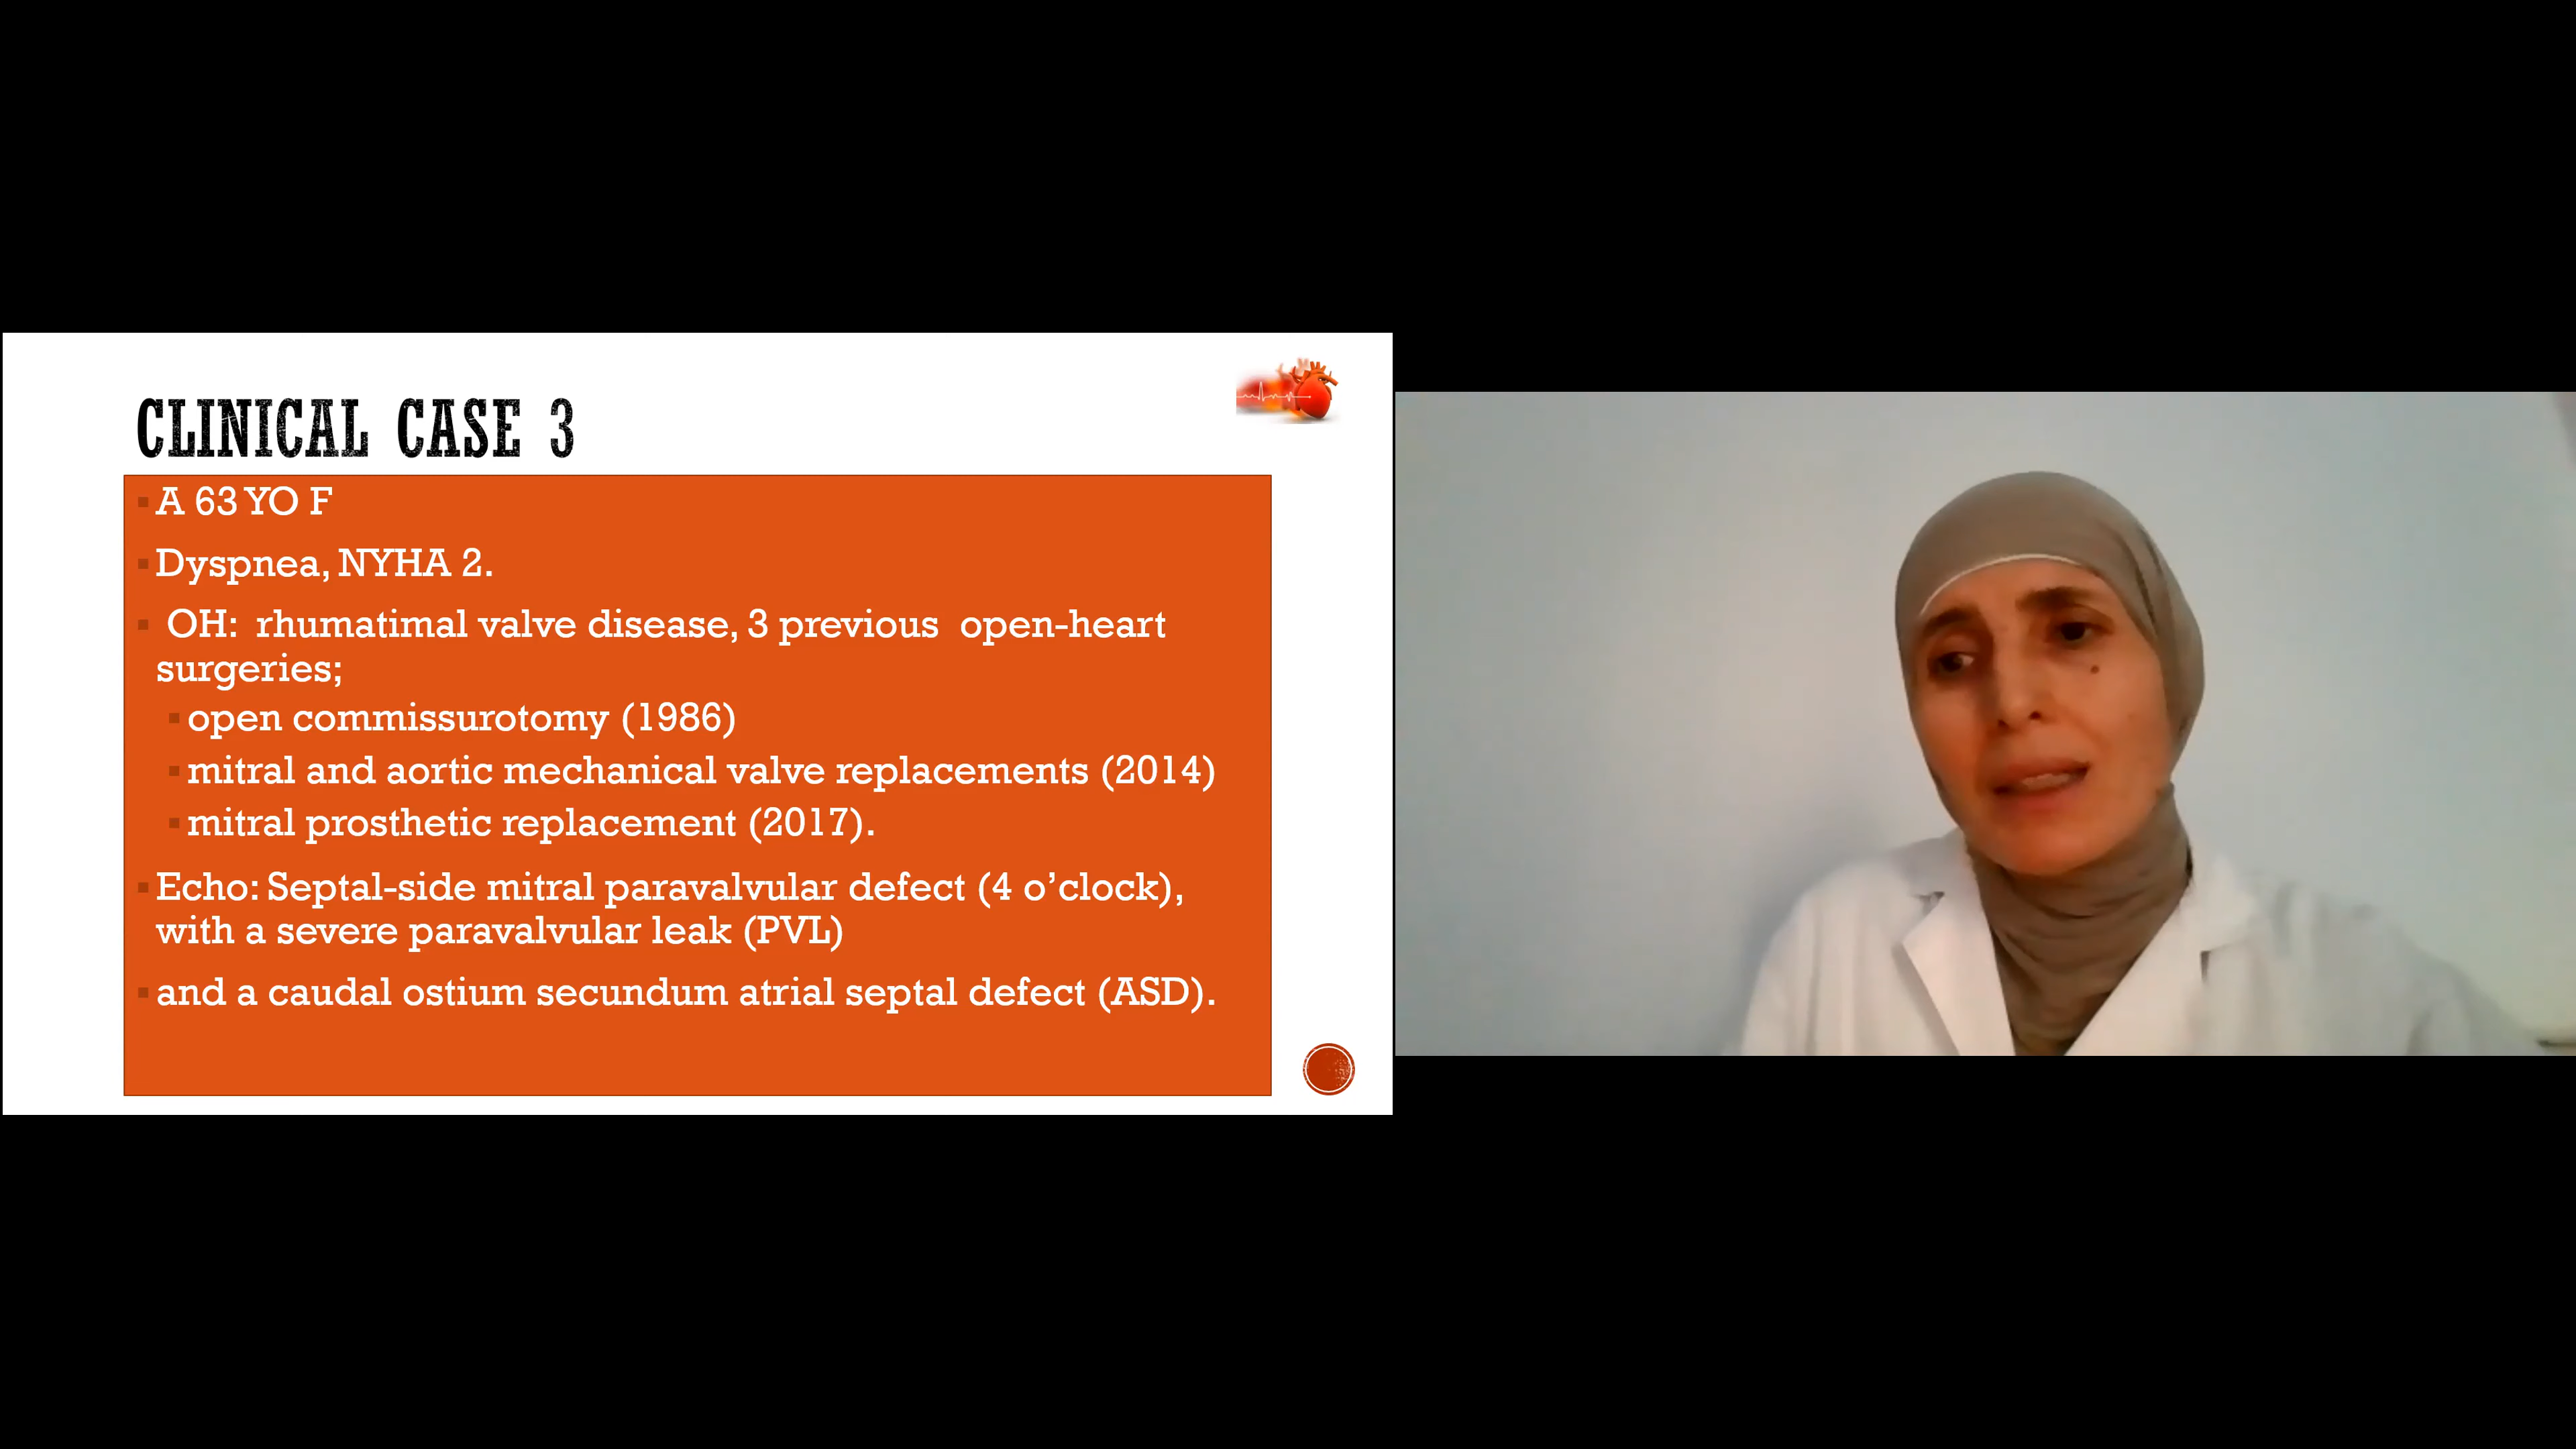 CLINICAL CASE 3
A 63 YO F
Dyspnea, NYHA 2.
OH: rhumatimal valve disease, 3 previous open-heart
surgeries;
open commissurotomy (1986)
mitral and aortic mechanical valve replacements (2014)
mitral prosthetic replacement (2017).
Echo: Septal-side mitral paravalvular defect (4 o’clock),
with a severe paravalvular leak (PVL)
and a caudal ostium secundum atrial septal defect (ASD).